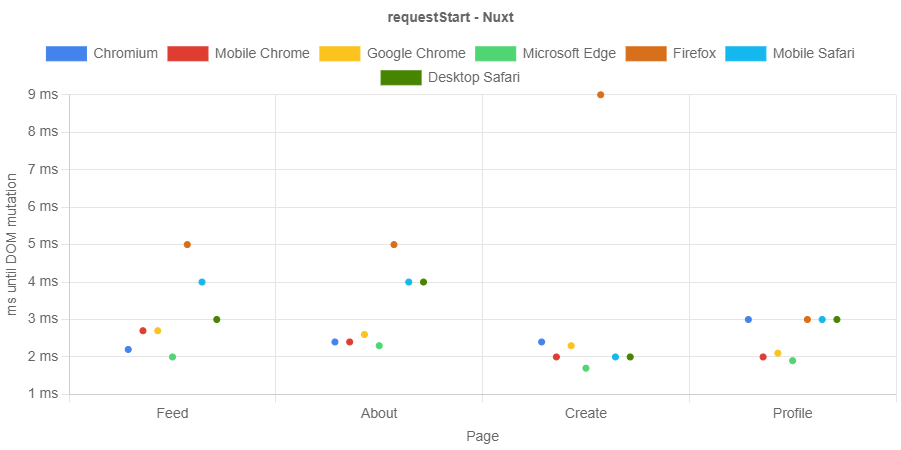 requestStart - Nuxt
Chromium Mobile Chrome Google Chrome Microsoft Edge Firefox Mobile Safari
Desktop Safari
9 ms
8 ms
7 ms
6 ms
5 ms
4 ms
3 ms
2 ms
1 ms
ms until DOM mutation
Feed About Create Profile
Page